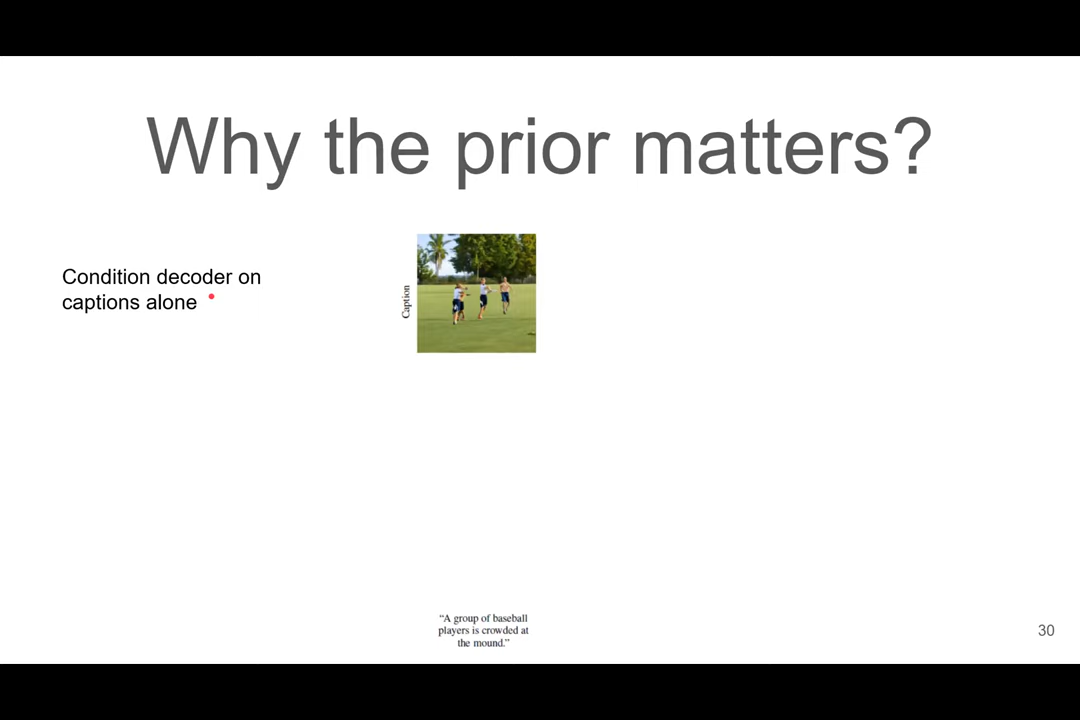 Why the prior matters?
Condition decoder on
captions alone
Caption
“A group of baseball
players is crowded at
the mound.”
30